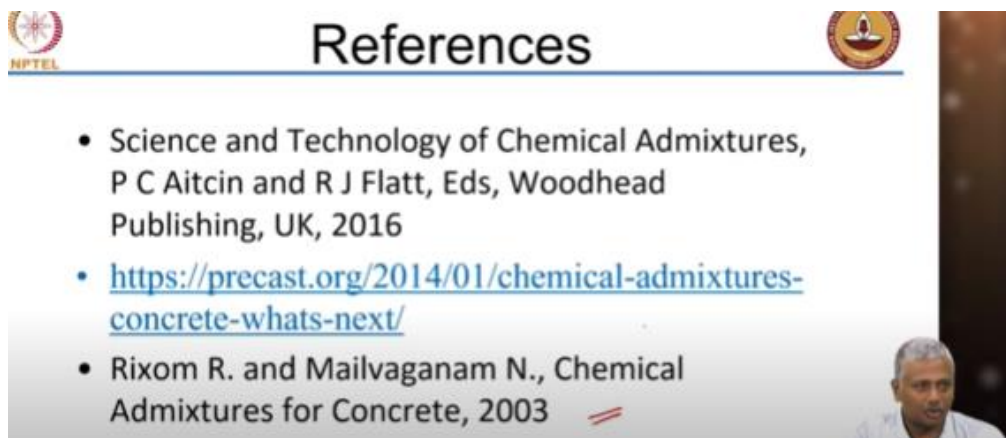 NPTEL
References
• Science and Technology of Chemical Admixtures,
P C Aitcin and R J Flatt, Eds, Woodhead
Publishing, UK, 2016
• https://precast.org/2014/01/chemical-admixtures-
concrete-whats-next/
• Rixom R. and Mailvaganam N., Chemical
Admixtures for Concrete, 2003